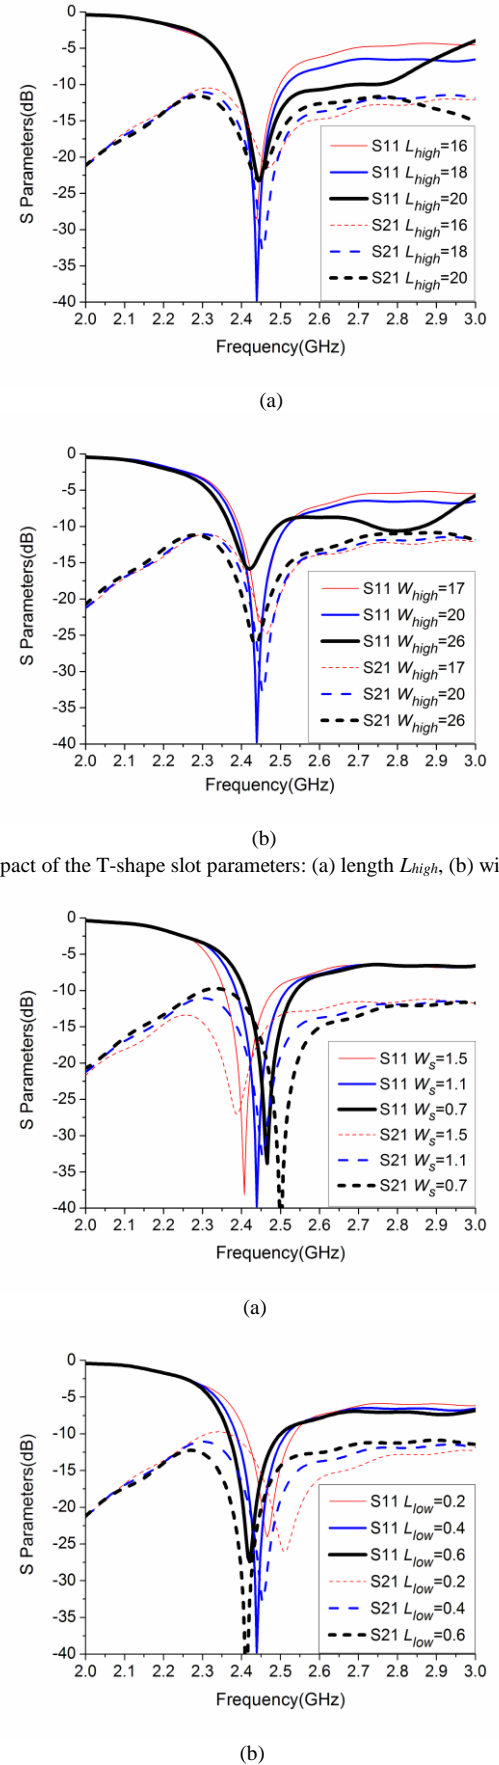 0
-5
-10
-15
-20
-25
-30
-35
-40
S Parameters(dB)
S11 Lhigh=16
S11 Lhigh=18
S11 Lhigh=20
S21 Lhigh=16
S21 Lhigh=18
S21 Lhigh=20
2.0 2.1 2.2 2.3 2.4 2.5 2.6 2.7 2.8 2.9 3.0
Frequency(GHz)
(a)
0
-5
-10
-15
-20
-25
-30
-35
-40
S Parameters(dB)
S11 Whigh=17
S11 Whigh=20
S11 Whigh=26
S21 Whigh=17
S21 Whigh=20
S21 Whigh=26
2.0 2.1 2.2 2.3 2.4 2.5 2.6 2.7 2.8 2.9 3.0
Frequency(GHz)
(b)
pact of the T-shape slot parameters: (a) length Lhigh, (b) wi
0
-5
-10
-15
-20
-25
-30
-35
-40
S Parameters(dB)
S11 Ws=1.5
S11 Ws=1.1
S11 Ws=0.7
S21 Ws=1.5
S21 Ws=1.1
S21 Ws=0.7
2.0 2.1 2.2 2.3 2.4 2.5 2.6 2.7 2.8 2.9 3.0
Frequency(GHz)
(a)
0
-5
-10
-15
-20
-25
-30
-35
-40
S Parameters(dB)
S11 Llow=0.2
S11 Llow=0.4
S11 Llow=0.6
S21 Llow=0.2
S21 Llow=0.4
S21 Llow=0.6
2.0 2.1 2.2 2.3 2.4 2.5 2.6 2.7 2.8 2.9 3.0
Frequency(GHz)
(b)